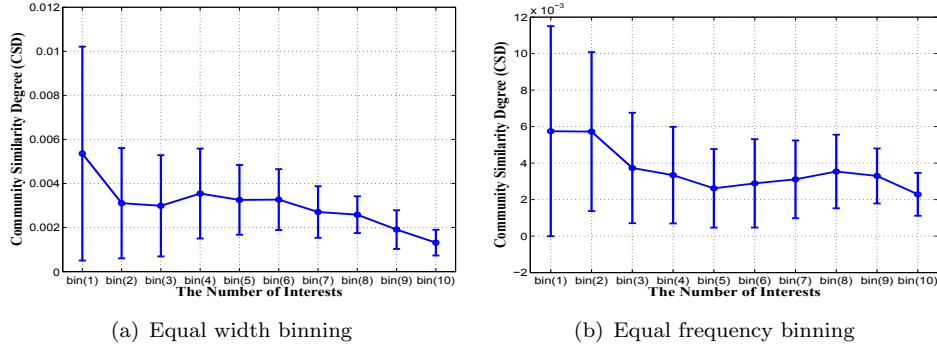 0.012
0.01
0.008
0.006
0.004
0.002
0
Community Similarity Degree (CSD)
bin(1) bin(2) bin(3) bin(4) bin(5) bin(6) bin(7) bin(8) bin(9) bin(10)
The Number of Interests
(a) Equal width binning
12 x 10⁻³
10
8
6
4
2
0
−2
Community Similarity Degree (CSD)
bin(1) bin(2) bin(3) bin(4) bin(5) bin(6) bin(7) bin(8) bin(9) bin(10)
The Number of Interests
(b) Equal frequency binning